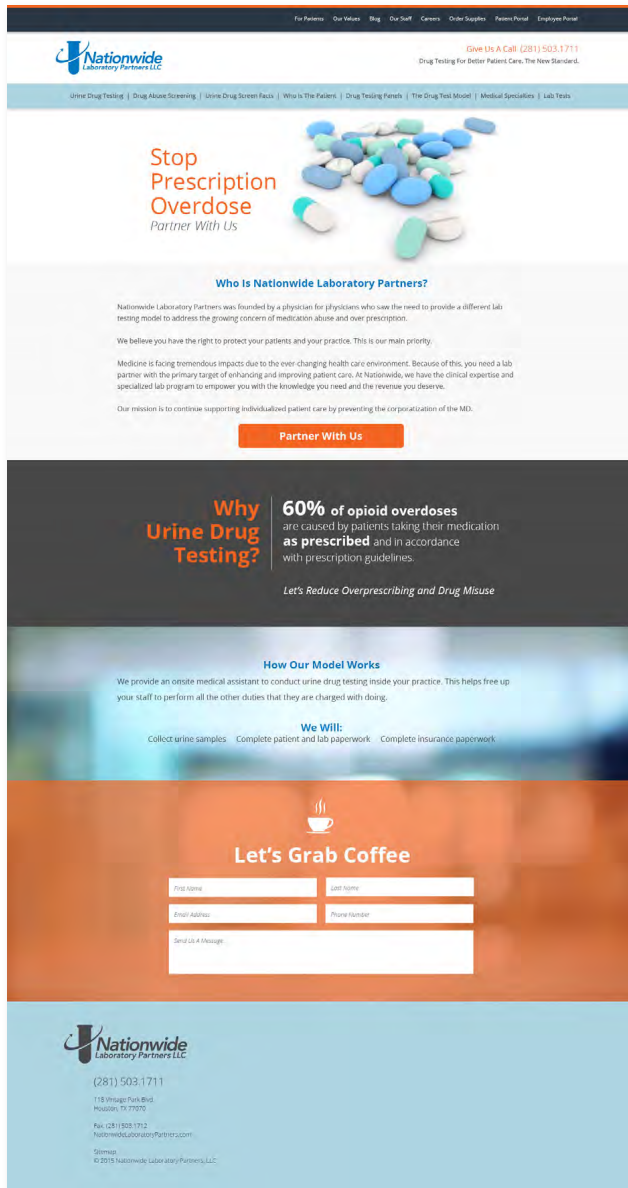 For Patients Our Values Blog Our Staff Careers Order Supplies Patient Portal Employee Portal
Nationwide
Laboratory Partners LLC
Give Us A Call (281) 503.1711
Drug Testing For Better Patient Care. The New Standard.
Urine Drug Testing | Drug Abuse Screening | Urine Drug Screen Facts | Who Is The Patient | Drug Testing Panels | The Drug Test Model | Medical Specialties | Lab Tests
Stop
Prescription
Overdose
Partner With Us
Who Is Nationwide Laboratory Partners?
Nationwide Laboratory Partners was founded by a physician for physicians who saw the need to provide a different lab
testing model to address the growing concern of medication abuse and over prescription.
We believe you have the right to protect your patients and your practice. This is our main priority.
Medicine is facing tremendous impacts due to the ever-changing health care environment. Because of this, you need a lab
partner with the primary target of enhancing and improving patient care. At Nationwide, we have the clinical expertise and
specialized lab program to empower you with the knowledge you need and the revenue you deserve.
Our mission is to continue supporting individualized patient care by preventing the corporatization of the MD.
Partner With Us
Why
Urine Drug
Testing?
60% of opioid overdoses
are caused by patients taking their medication
as prescribed and in accordance
with prescription guidelines.
Let's Reduce Overprescribing and Drug Misuse
How Our Model Works
We provide an onsite medical assistant to conduct urine drug testing inside your practice. This helps free up
your staff to perform all the other duties that they are charged with doing.
We Will:
Collect urine samples Complete patient and lab paperwork Complete insurance paperwork
Let's Grab Coffee
First Name
Last Name
Email Address
Phone Number
Send Us A Message
Nationwide
Laboratory Partners LLC
(281) 503.1711
118 Vintage Park Blvd.
Houston, TX 77070
Fax: (281) 503.1712
NationwideLaboratoryPartners.com
Sitemap
© 2015 Nationwide Laboratory Partners, LLC